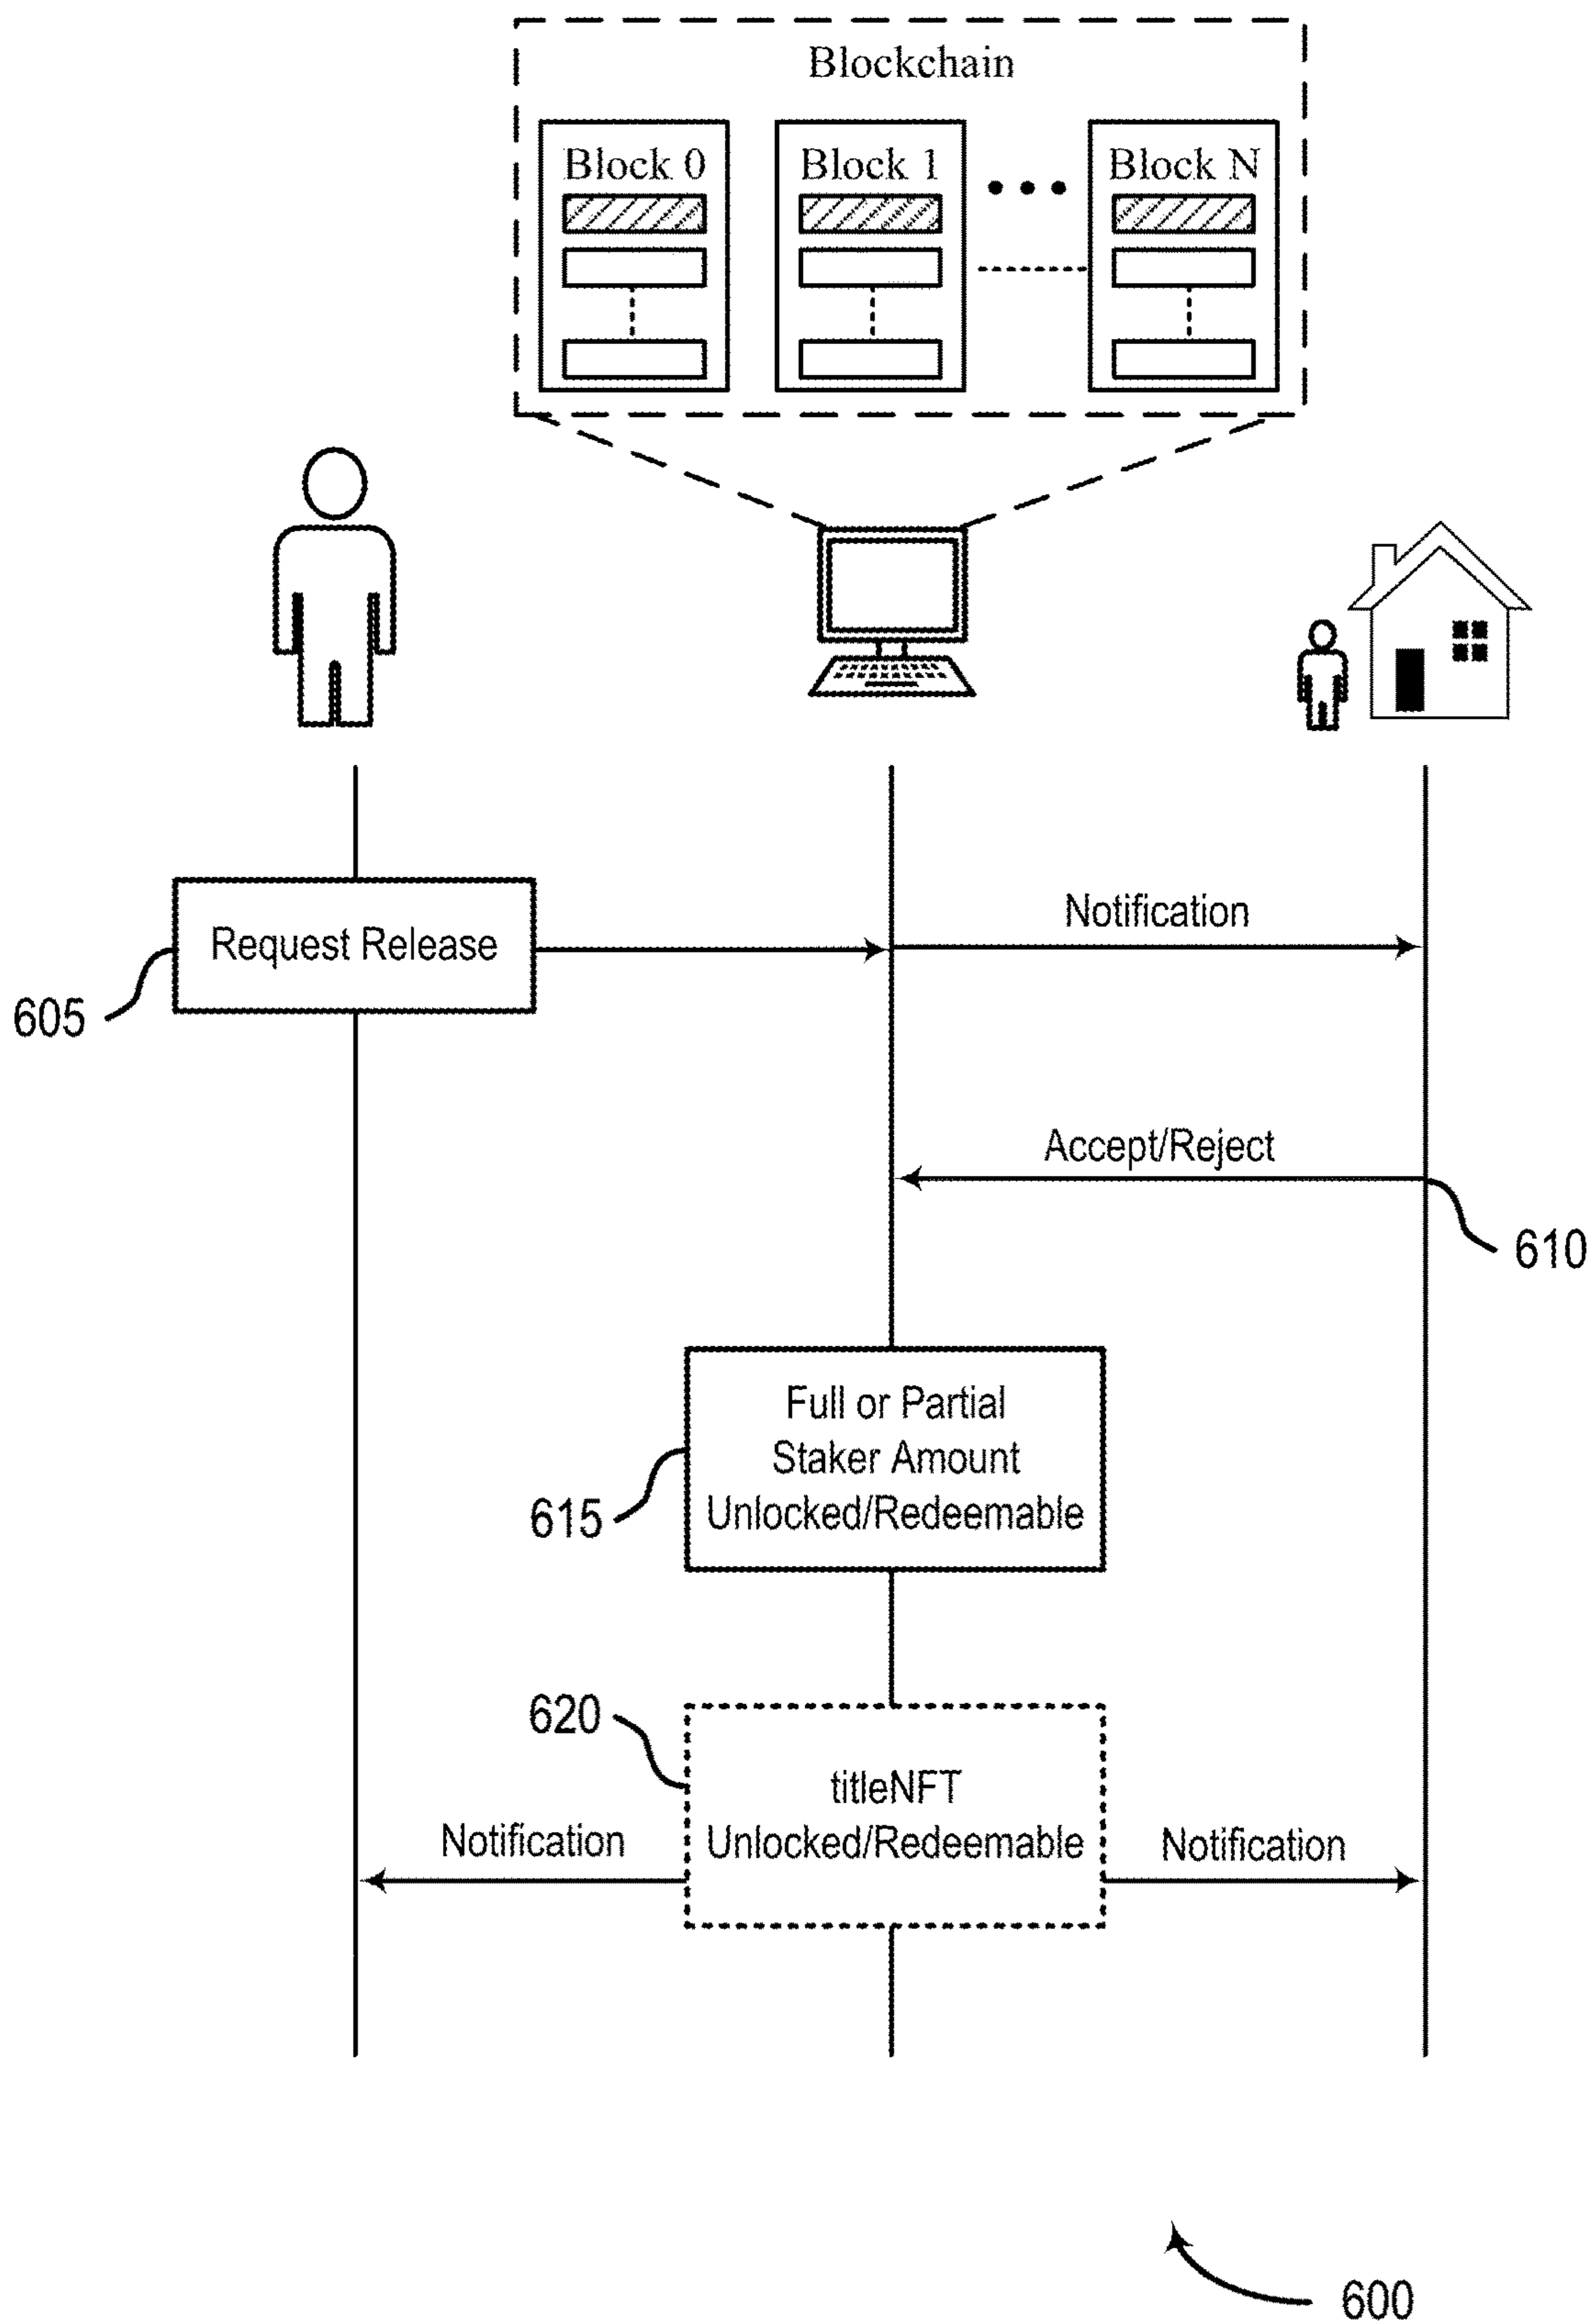 Blockchain
Block 0
Block 1
Block N
Request Release
Notification
605
Accept/Reject
610
Full or Partial
Staker Amount
Unlocked/Redeemable
615
620
titleNFT
Unlocked/Redeemable
Notification
Notification
600